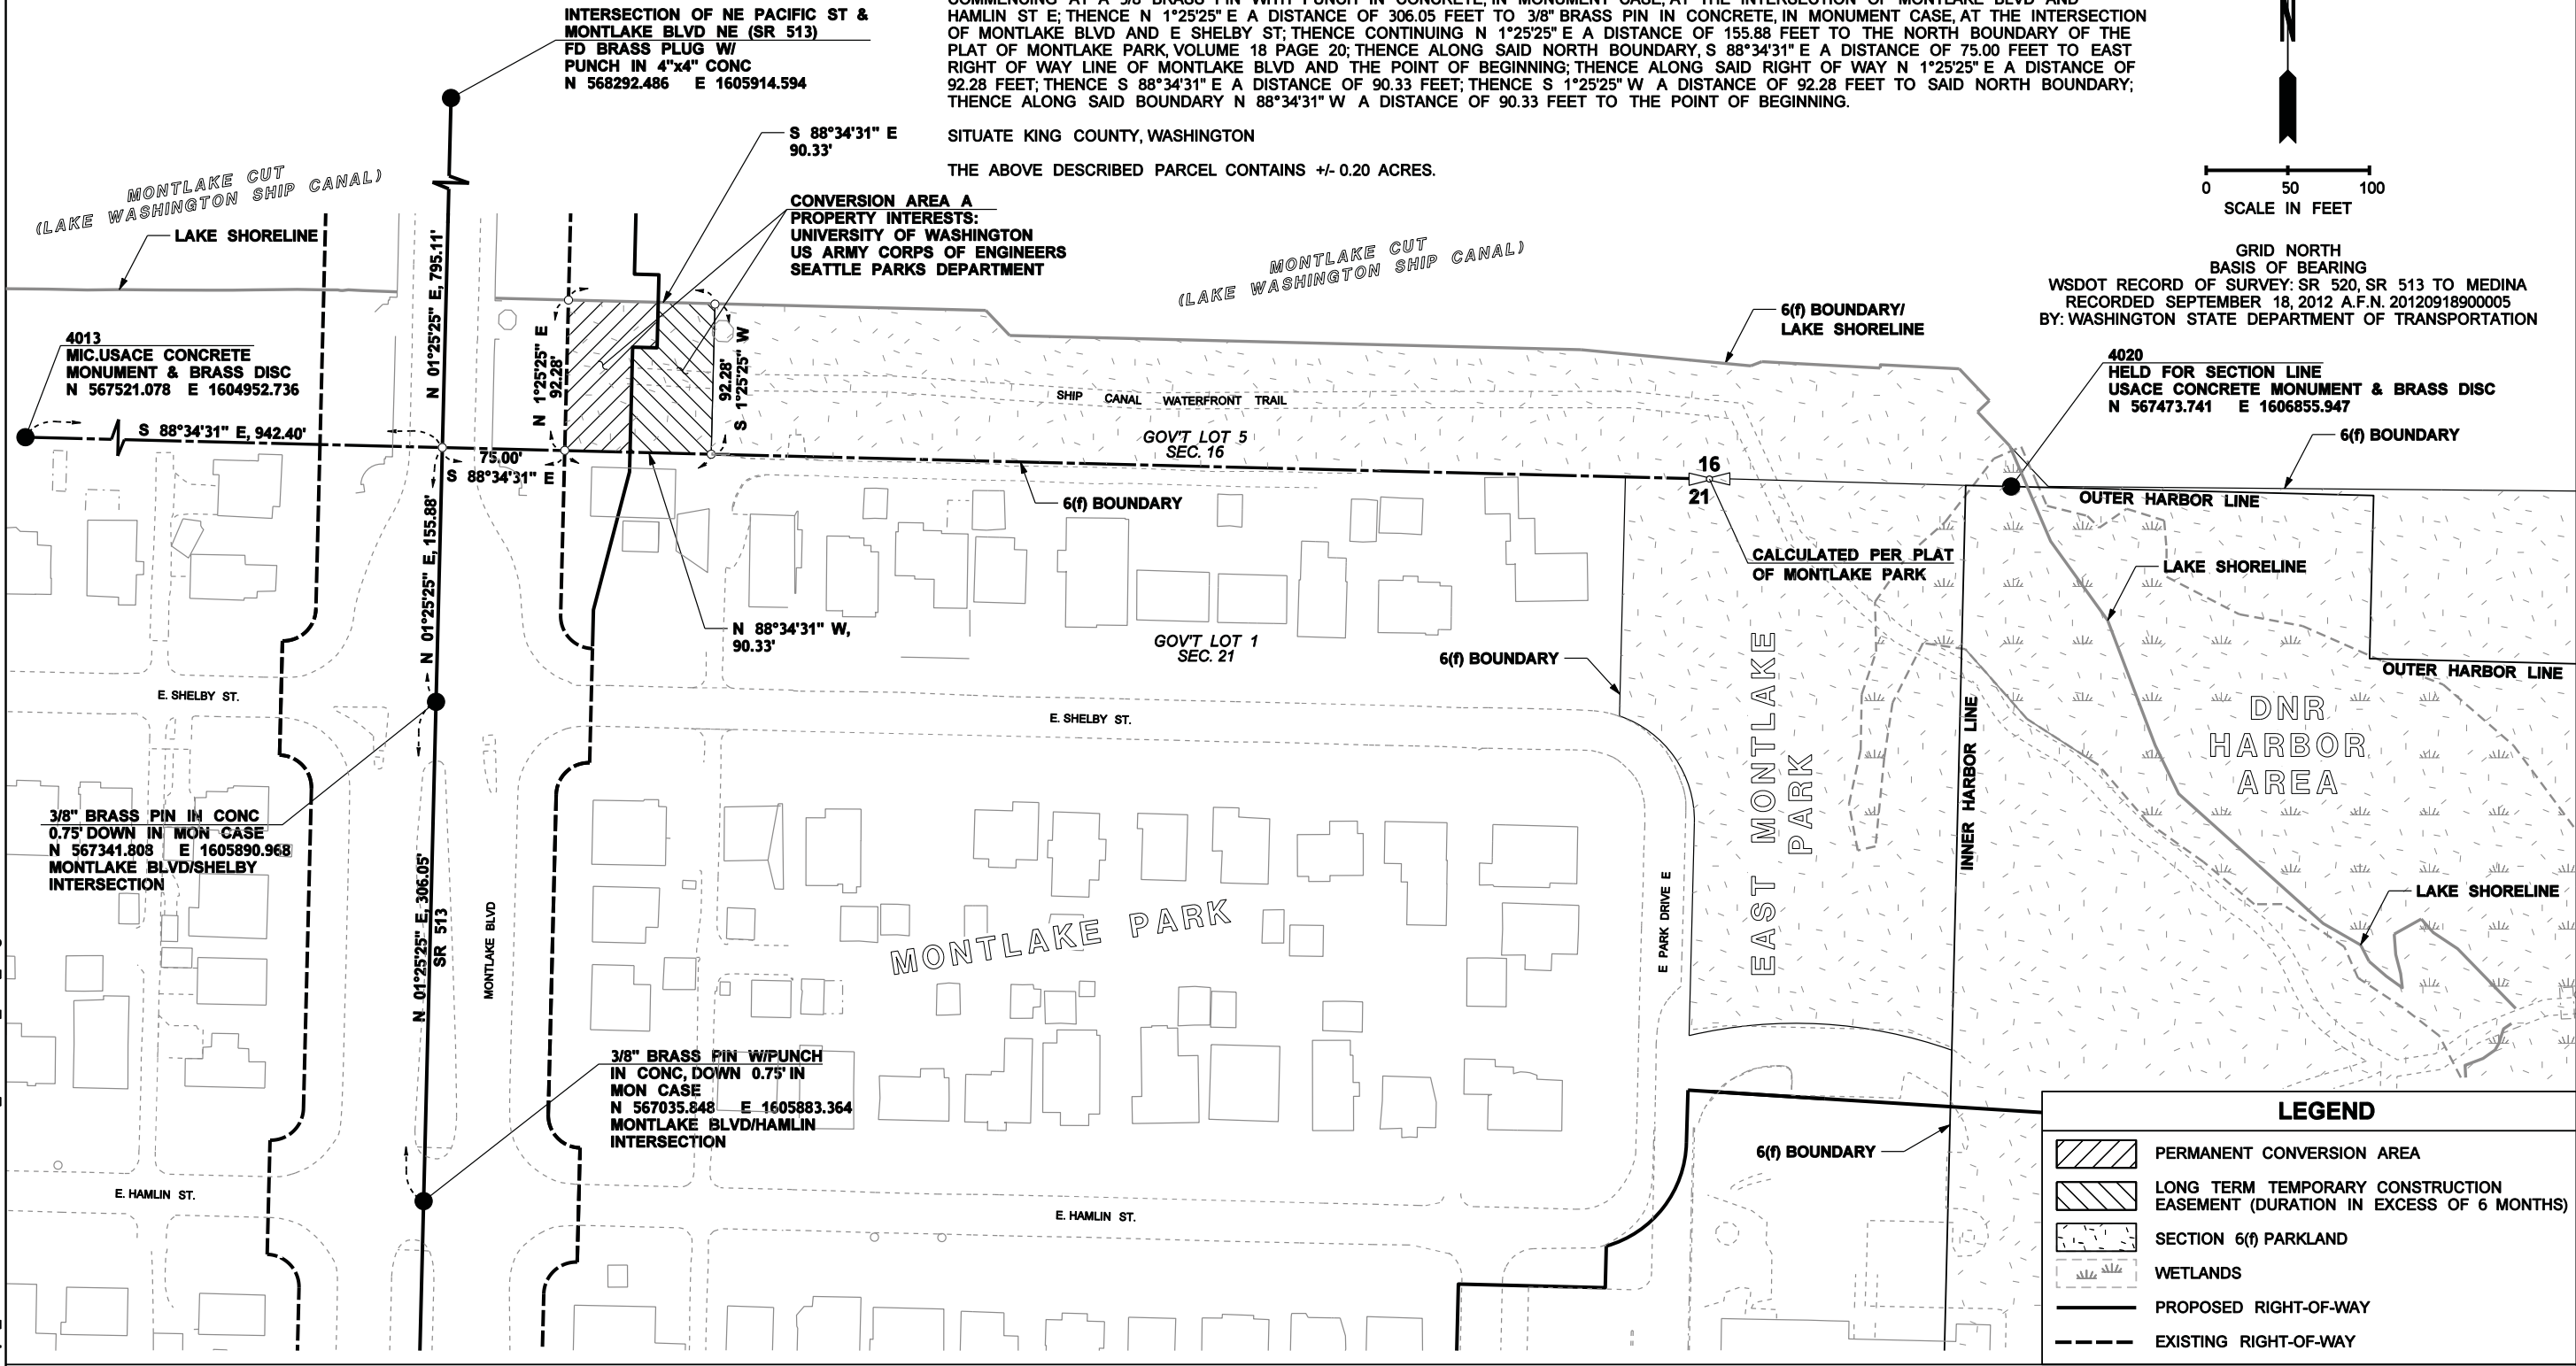 INTERSECTION OF NE PACIFIC ST &
MONTLAKE BLVD NE (SR 513)
FD BRASS PLUG W/
PUNCH IN 4"x4" CONC
N 568292.486 E 1605914.594
COMMENCING AT A 3/8" BRASS PIN WITH PUNCH IN CONCRETE, IN MONUMENT CASE, AT THE INTERSECTION OF MONTLAKE BLVD AND
HAMLIN ST E; THENCE N 1°25'25" E A DISTANCE OF 306.05 FEET TO 3/8" BRASS PIN IN CONCRETE, IN MONUMENT CASE, AT THE INTERSECTION
OF MONTLAKE BLVD AND E SHELBY ST; THENCE CONTINUING N 1°25'25" E A DISTANCE OF 155.88 FEET TO THE NORTH BOUNDARY OF THE
PLAT OF MONTLAKE PARK, VOLUME 18 PAGE 20; THENCE ALONG SAID NORTH BOUNDARY, S 88°34'31" E A DISTANCE OF 75.00 FEET TO EAST
RIGHT OF WAY LINE OF MONTLAKE BLVD AND THE POINT OF BEGINNING; THENCE ALONG SAID RIGHT OF WAY N 1°25'25" E A DISTANCE OF
92.28 FEET; THENCE S 88°34'31" E A DISTANCE OF 90.33 FEET; THENCE S 1°25'25" W A DISTANCE OF 92.28 FEET TO SAID NORTH BOUNDARY;
THENCE ALONG SAID BOUNDARY N 88°34'31" W A DISTANCE OF 90.33 FEET TO THE POINT OF BEGINNING.
SITUATE KING COUNTY, WASHINGTON
THE ABOVE DESCRIBED PARCEL CONTAINS +/- 0.20 ACRES.
N
0 50 100
SCALE IN FEET
GRID NORTH
BASIS OF BEARING
WSDOT RECORD OF SURVEY: SR 520, SR 513 TO MEDINA
RECORDED SEPTEMBER 18, 2012 A.F.N. 20120918900005
BY: WASHINGTON STATE DEPARTMENT OF TRANSPORTATION
S 88°34'31" E
90.33'
CONVERSION AREA A
PROPERTY INTERESTS:
UNIVERSITY OF WASHINGTON
US ARMY CORPS OF ENGINEERS
SEATTLE PARKS DEPARTMENT
MONTLAKE CUT
(LAKE WASHINGTON SHIP CANAL)
LAKE SHORELINE
MONTLAKE CUT
(LAKE WASHINGTON SHIP CANAL)
6(f) BOUNDARY/
LAKE SHORELINE
4013
MIC.USACE CONCRETE
MONUMENT & BRASS DISC
N 567521.078 E 1604952.736
N 01°25'25" E, 795.11'
N 1°25'25" E
92.28'
92.28'
S 1°25'25" W
4020
HELD FOR SECTION LINE
USACE CONCRETE MONUMENT & BRASS DISC
N 567473.741 E 1606855.947
S 88°34'31" E, 942.40'
75.00'
S 88°34'31" E
SHIP CANAL WATERFRONT TRAIL
GOV'T LOT 5
SEC. 16
6(f) BOUNDARY
6(f) BOUNDARY
16
21
OUTER HARBOR LINE
CALCULATED PER PLAT
OF MONTLAKE PARK
LAKE SHORELINE
N 01°25'25" E, 155.88'
N 88°34'31" W,
90.33'
GOV'T LOT 1
SEC. 21
6(f) BOUNDARY
OUTER HARBOR LINE
E. SHELBY ST.
E. SHELBY ST.
EAST MONTLAKE
PARK
INNER HARBOR LINE
DNR
HARBOR
AREA
3/8" BRASS PIN IN CONC
0.75' DOWN IN MON CASE
N 567341.808 E 1605890.968
MONTLAKE BLVD/SHELBY
INTERSECTION
N 01°25'25" E, 306.05'
SR 513
MONTLAKE BLVD
MONTLAKE PARK
E PARK DRIVE E
LAKE SHORELINE
3/8" BRASS PIN W/PUNCH
IN CONC, DOWN 0.75' IN
MON CASE
N 567035.848 E 1605883.364
MONTLAKE BLVD/HAMLIN
INTERSECTION
6(f) BOUNDARY
E. HAMLIN ST.
E. HAMLIN ST.
LEGEND
PERMANENT CONVERSION AREA
LONG TERM TEMPORARY CONSTRUCTION
EASEMENT (DURATION IN EXCESS OF 6 MONTHS)
SECTION 6(f) PARKLAND
WETLANDS
PROPOSED RIGHT-OF-WAY
EXISTING RIGHT-OF-WAY